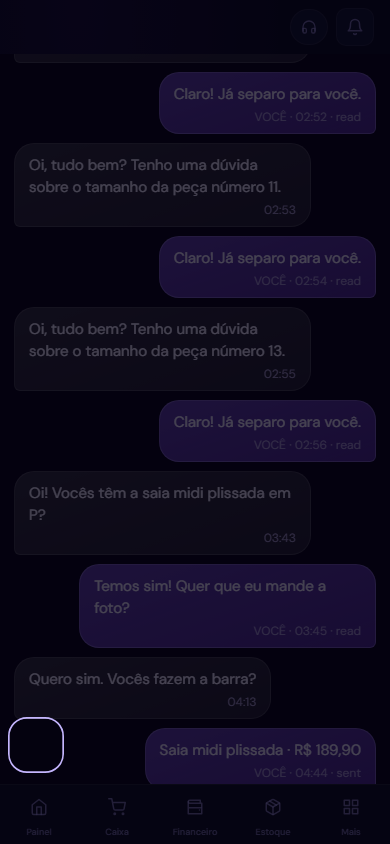 Claro! Já separo para você.
VOCÊ · 02:52 · read
Oi, tudo bem? Tenho uma dúvida
sobre o tamanho da peça número 11.
02:53
Claro! Já separo para você.
VOCÊ · 02:54 · read
Oi, tudo bem? Tenho uma dúvida
sobre o tamanho da peça número 13.
02:55
Claro! Já separo para você.
VOCÊ · 02:56 · read
Oi! Vocês têm a saia midi plissada em
P?
03:43
Temos sim! Quer que eu mande a
foto?
VOCÊ · 03:45 · read
Quero sim. Vocês fazem a barra?
04:13
Saia midi plissada · R$ 189,90
VOCÊ · 04:44 · sent
Painel Caixa Financeiro Estoque Mais